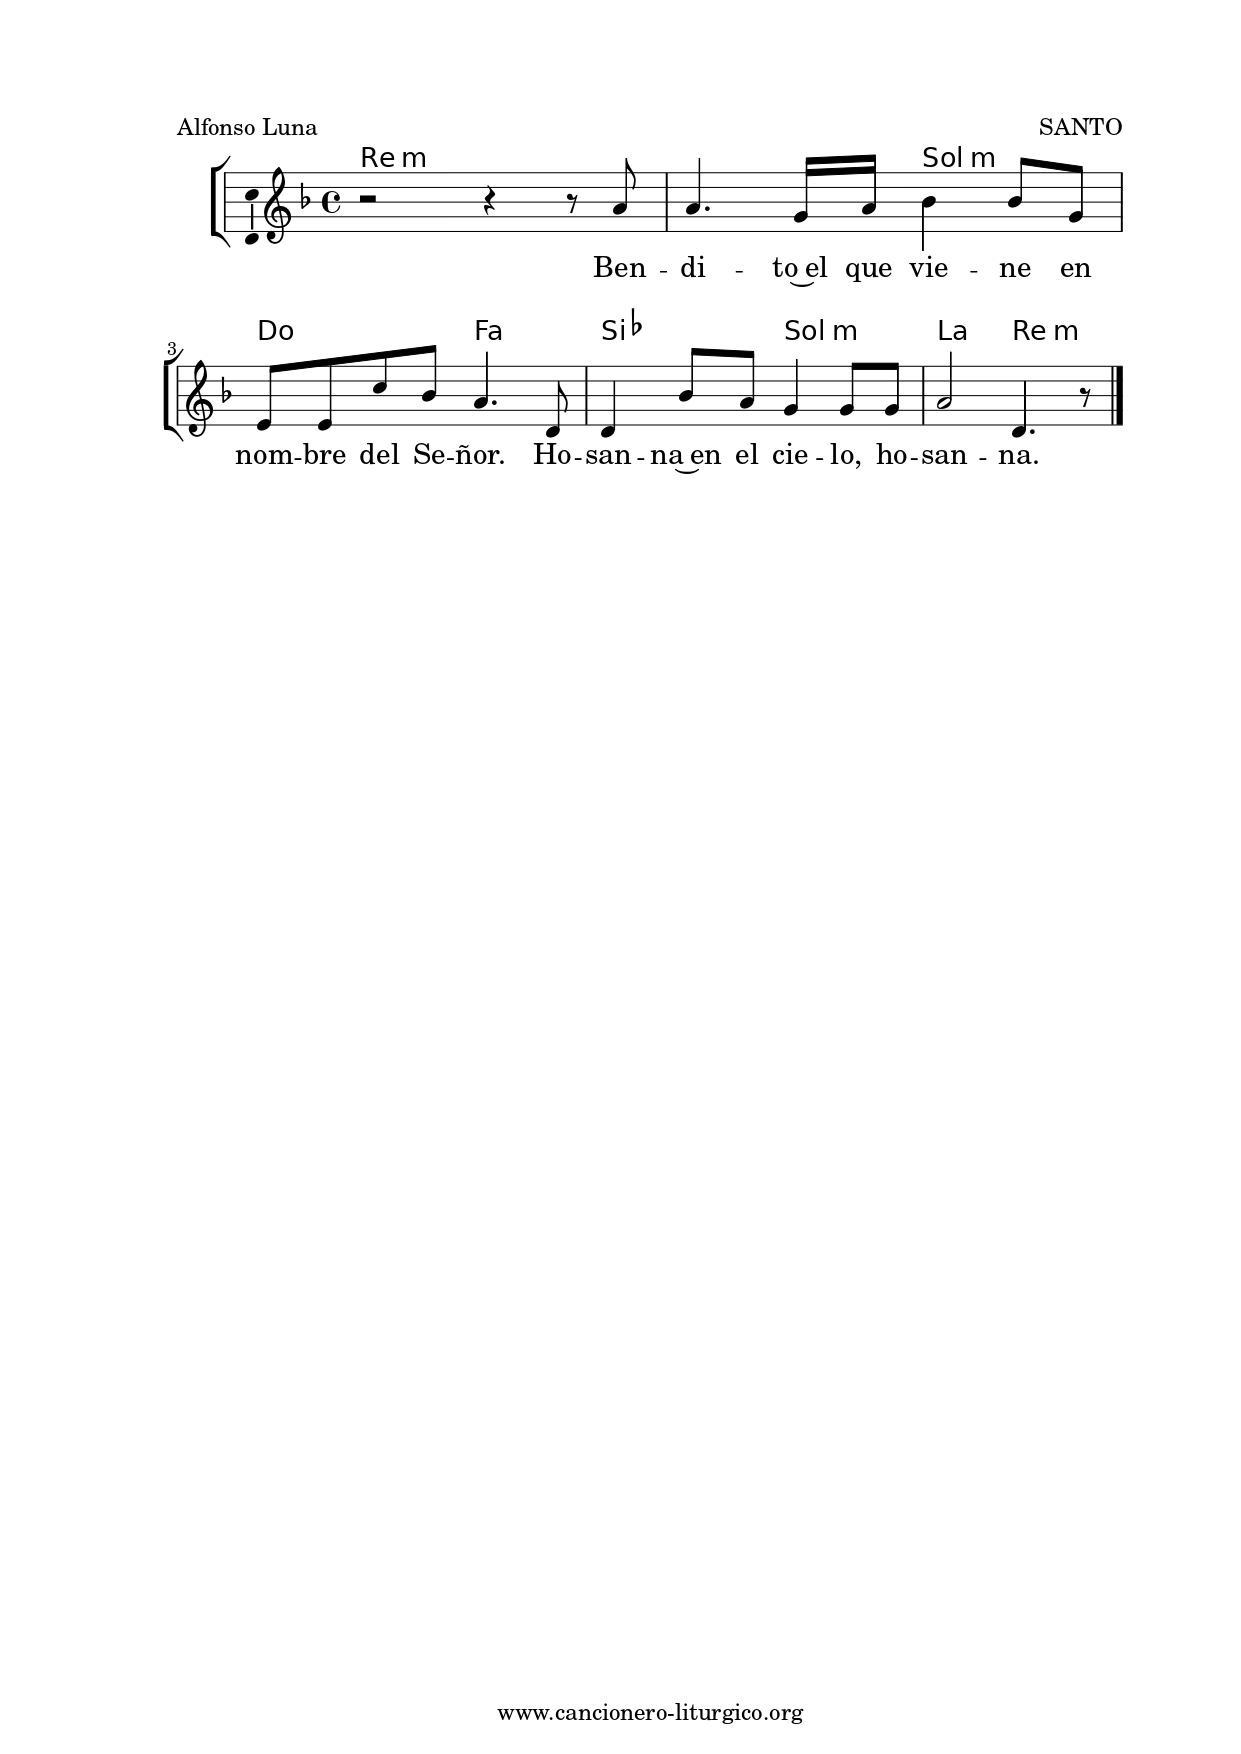 Alfonso Luna SANTO
Re m Sol m
Ben - di - to el que vie - ne en
Do Fa Si♭ Sol m La Re m
3
nom - bre del Se - ñor. Ho - san - na en el cie - lo, ho - san - na.
www.cancionero-liturgico.org